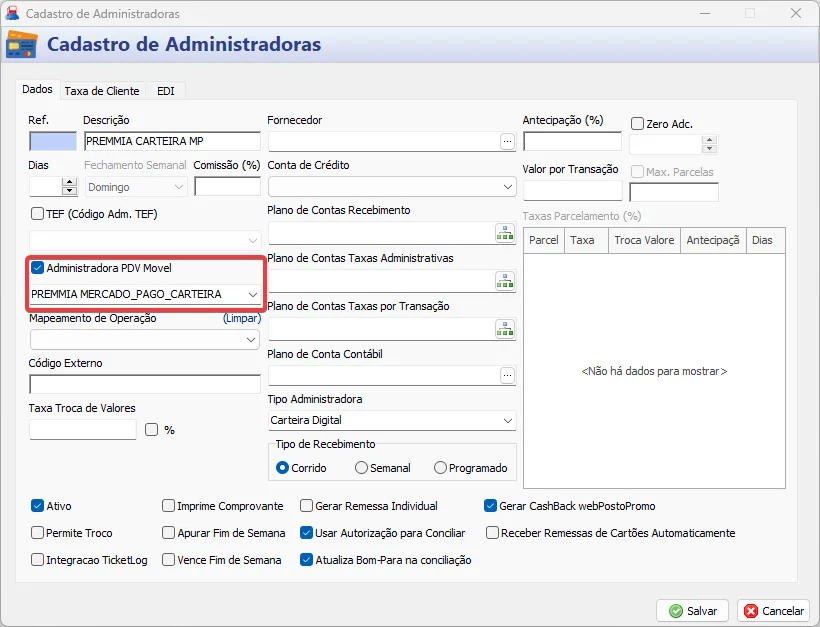 Cadastro de Administradoras
Cadastro de Administradoras
Dados
Taxa de Cliente
EDI
Ref.
Descrição
PREMMIA CARTEIRA MP
Dias
Fechamento Semanal
Comissão (%)
Domingo
TEF (Código Adm. TEF)
Administradora PDV Movel
PREMMIA MERCADO_PAGO_CARTEIRA
Mapeamento de Operação
(Limpar)
Código Externo
Taxa Troca de Valores
%
Fornecedor
...
Conta de Crédito
Plano de Contas Recebimento
Plano de Contas Taxas Administrativas
Plano de Contas Taxas por Transação
Plano de Conta Contábil
...
Tipo Administradora
Carteira Digital
Tipo de Recebimento
Corrido
Semanal
Programado
Antecipação (%)
Zero Adc.
Valor por Transação
Max. Parcelas
Taxas Parcelamento (%)
Parcel
Taxa
Troca Valore
Antecipaçã
Dias
<Não há dados para mostrar>
Ativo
Imprime Comprovante
Gerar Remessa Individual
Gerar CashBack webPostoPromo
Permite Troco
Apurar Fim de Semana
Usar Autorização para Conciliar
Receber Remessas de Cartões Automaticamente
Integracao TicketLog
Vence Fim de Semana
Atualiza Bom-Para na conciliação
Salvar
Cancelar